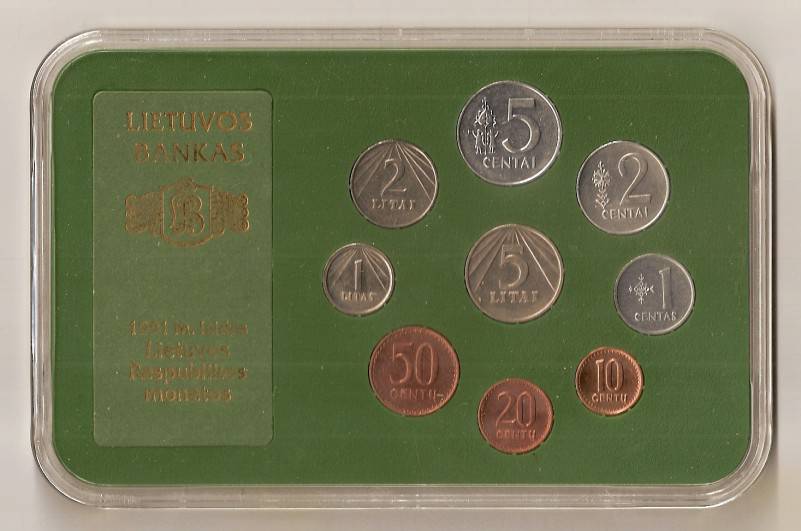 LIETUVOS
BANKAS
LB
1991 m. laidos
Lietuvos
Respublikos
monetos
5
CENTAI
2
LITAI
2
CENTAI
1
LITAS
5
LITAI
1
CENTAS
50
CENTŲ
20
CENTŲ
10
CENTŲ